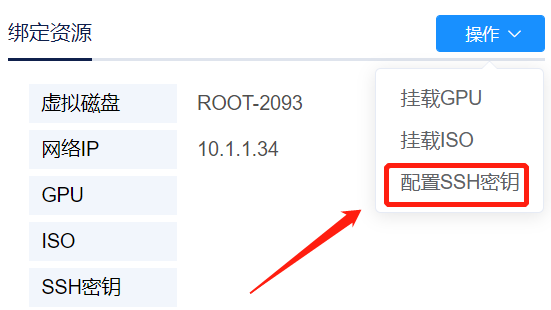 绑定资源
操作
虚拟磁盘 ROOT-2093
挂载GPU
挂载ISO
网络IP 10.1.1.34
配置SSH密钥
GPU
ISO
SSH密钥